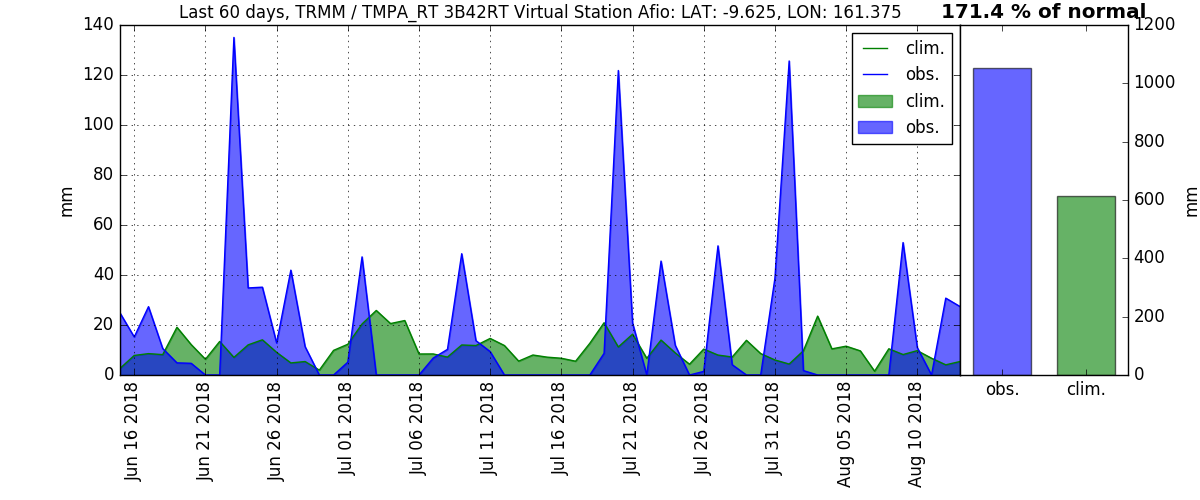 Last 60 days, TRMM / TMPA_RT 3B42RT Virtual Station Afio: LAT: -9.625, LON: 161.375
171.4 % of normal
mm
140
120
100
80
60
40
20
0
clim.
obs.
clim.
obs.
1200
1000
800
600
400
200
0
mm
Jun 16 2018
Jun 21 2018
Jun 26 2018
Jul 01 2018
Jul 06 2018
Jul 11 2018
Jul 16 2018
Jul 21 2018
Jul 26 2018
Jul 31 2018
Aug 05 2018
Aug 10 2018
obs.
clim.